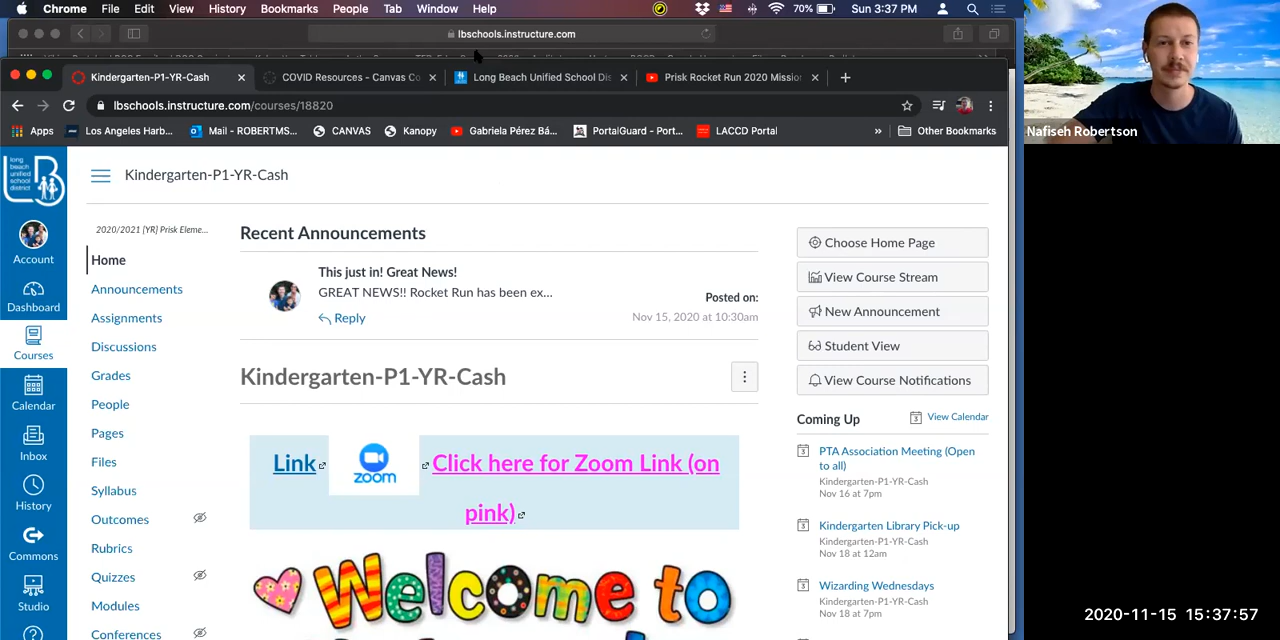 Chrome File Edit View History Bookmarks People Tab Window Help 70% Sun 3:37 PM
lbschools.instructure.com
Kindergarten-P1-YR-Cash COVID Resources - Canvas Co Long Beach Unified School Dis Prisk Rocket Run 2020 Missio
lbschools.instructure.com/courses/18820
Apps Los Angeles Harb... Mail - ROBERTMS... CANVAS Kanopy Gabriela Pérez Bá... PortalGuard - Port... LACCD Portal » Other Bookmarks
Nafiseh Robertson
long beach unified school district
Kindergarten-P1-YR-Cash
Account
Dashboard
Courses
Calendar
Inbox
History
Commons
Studio
2020/2021 [YR] Prisk Eleme...
Home
Announcements
Assignments
Discussions
Grades
People
Pages
Files
Syllabus
Outcomes
Rubrics
Quizzes
Modules
Conferences
Recent Announcements
This just in! Great News!
GREAT NEWS!! Rocket Run has been ex...
Reply
Posted on:
Nov 15, 2020 at 10:30am
Kindergarten-P1-YR-Cash
Link zoom Click here for Zoom Link (on
pink)
Welcome to
Choose Home Page
View Course Stream
New Announcement
Student View
View Course Notifications
Coming Up View Calendar
PTA Association Meeting (Open
to all)
Kindergarten-P1-YR-Cash
Nov 16 at 7pm
Kindergarten Library Pick-up
Kindergarten-P1-YR-Cash
Nov 18 at 12am
Wizarding Wednesdays
Kindergarten-P1-YR-Cash
Nov 18 at 7pm
2020-11-15 15:37:57